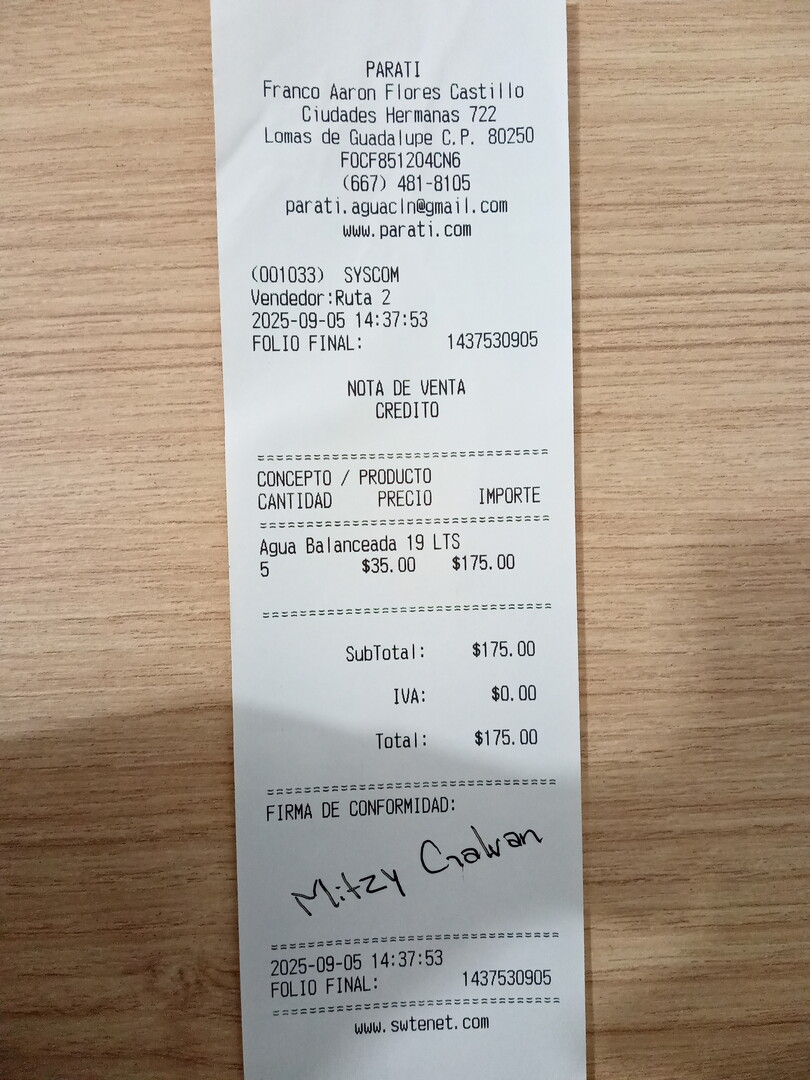 PARATI
Franco Aaron Flores Castillo
Ciudades Hermanas 722
Lomas de Guadalupe C.P. 80250
FOCF851204CN6
(667) 481-8105
parati.aguacln@gmail.com
www.parati.com
(001033) SYSCOM
Vendedor:Ruta 2
2025-09-05 14:37:53
FOLIO FINAL: 1437530905
NOTA DE VENTA
CREDITO
==============================
CONCEPTO / PRODUCTO
CANTIDAD PRECIO IMPORTE
==============================
Agua Balanceada 19 LTS
5 $35.00 $175.00
==============================
SubTotal: $175.00
IVA: $0.00
Total: $175.00
==============================
FIRMA DE CONFORMIDAD:
Mitzy Galvan
==============================
2025-09-05 14:37:53
FOLIO FINAL: 1437530905
==============================
www.swtenet.com